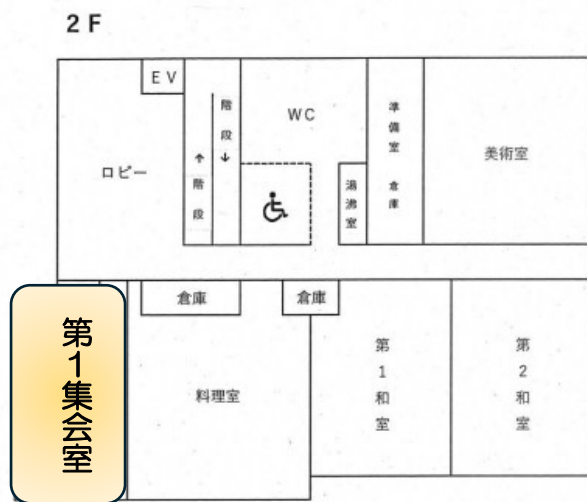 2F
EV
階段↓
↑階段
WC
準備室 倉庫
美術室
ロビー
湯沸室
倉庫
倉庫
第1集会室
料理室
第1和室
第2和室